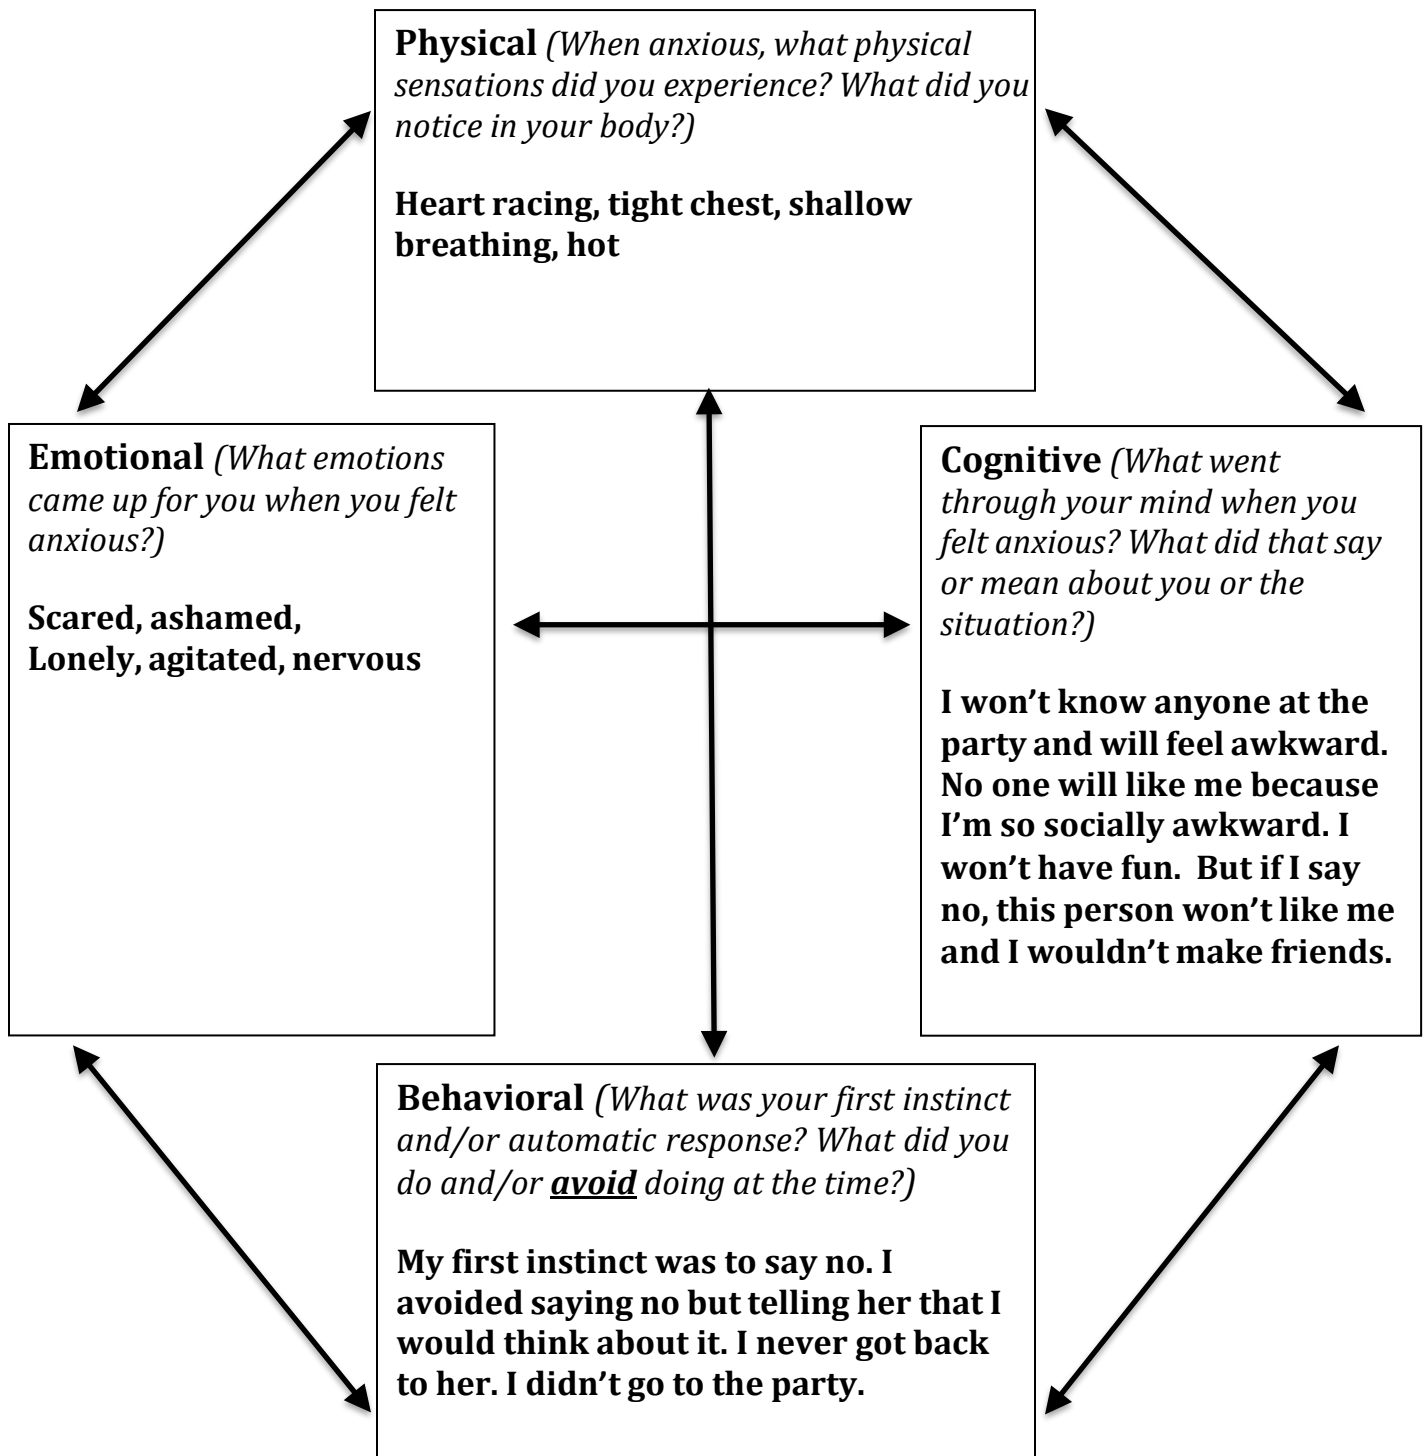 Physical (When anxious, what physical
sensations did you experience? What did you
notice in your body?)
Heart racing, tight chest, shallow
breathing, hot
Emotional (What emotions
came up for you when you felt
anxious?)
Scared, ashamed,
Lonely, agitated, nervous
Cognitive (What went
through your mind when you
felt anxious? What did that say
or mean about you or the
situation?)
I won’t know anyone at the
party and will feel awkward.
No one will like me because
I’m so socially awkward. I
won’t have fun.  But if I say
no, this person won’t like me
and I wouldn’t make friends.
Behavioral (What was your first instinct
and/or automatic response? What did you
do and/or avoid doing at the time?)
My first instinct was to say no. I
avoided saying no but telling her that I
would think about it. I never got back
to her. I didn’t go to the party.